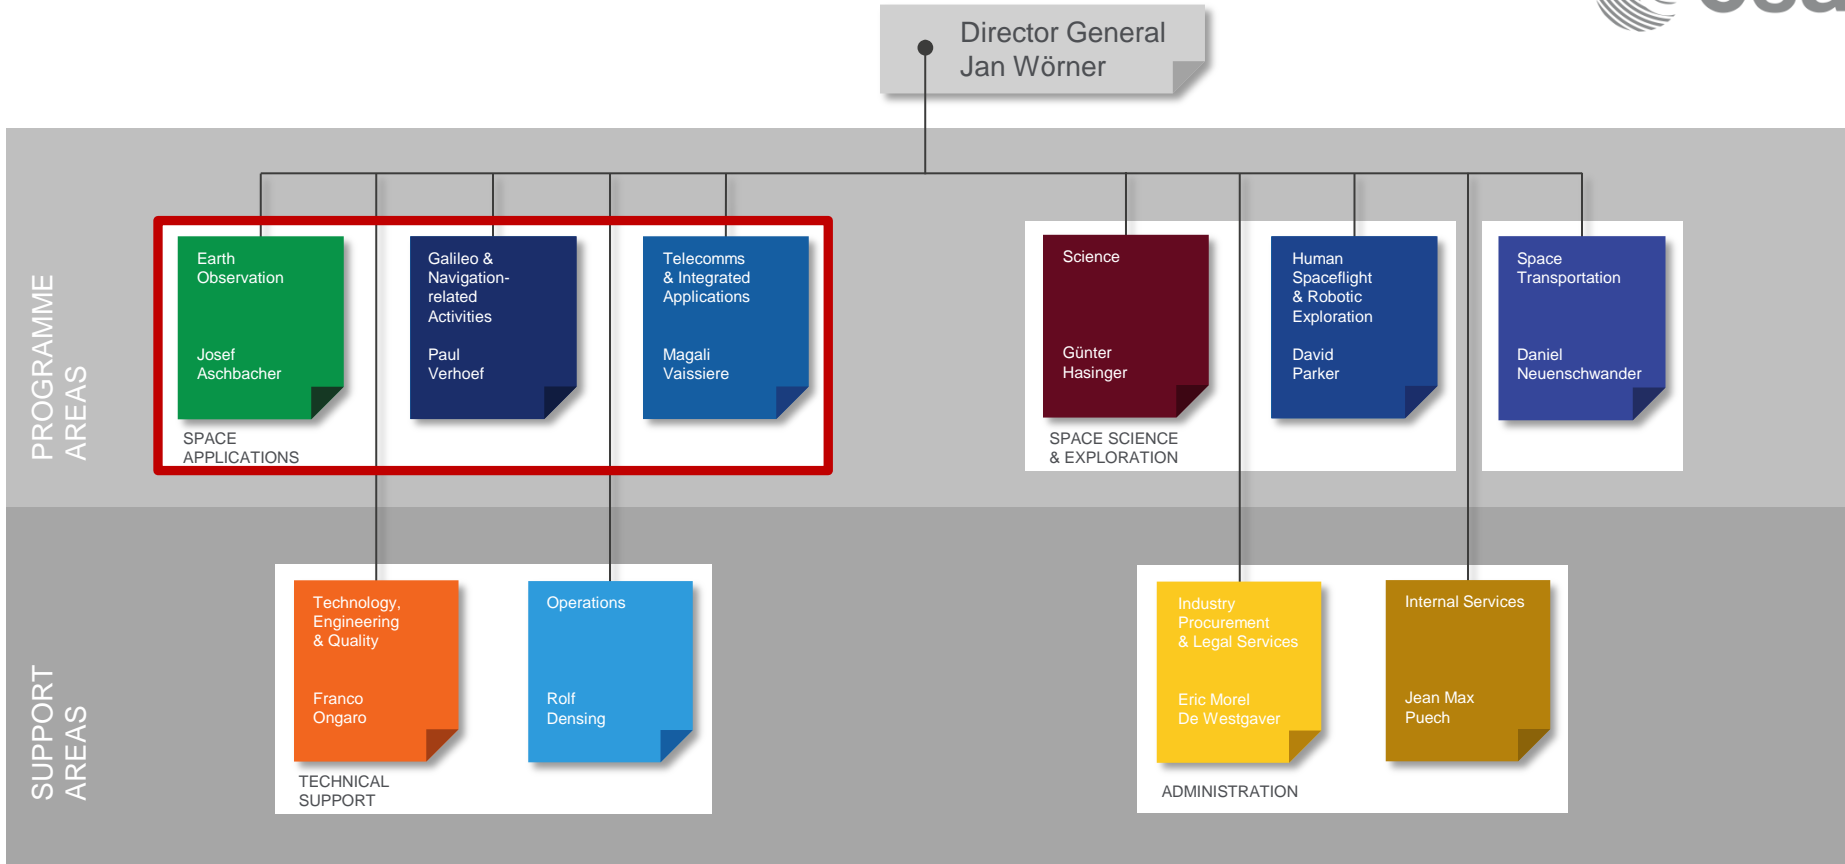 esa
Director General
Jan Wörner
PROGRAMME
AREAS
Earth
Observation
Josef
Aschbacher
Galileo &
Navigation-
related
Activities
Paul
Verhoef
Telecomms
& Integrated
Applications
Magali
Vaissiere
SPACE
APPLICATIONS
Science
Günter
Hasinger
Human
Spaceflight
& Robotic
Exploration
David
Parker
SPACE SCIENCE
& EXPLORATION
Space
Transportation
Daniel
Neuenschwander
SUPPORT
AREAS
Technology,
Engineering
& Quality
Franco
Ongaro
Operations
Rolf
Densing
TECHNICAL
SUPPORT
Industry
Procurement
& Legal Services
Eric Morel
De Westgaver
Internal Services
Jean Max
Puech
ADMINISTRATION